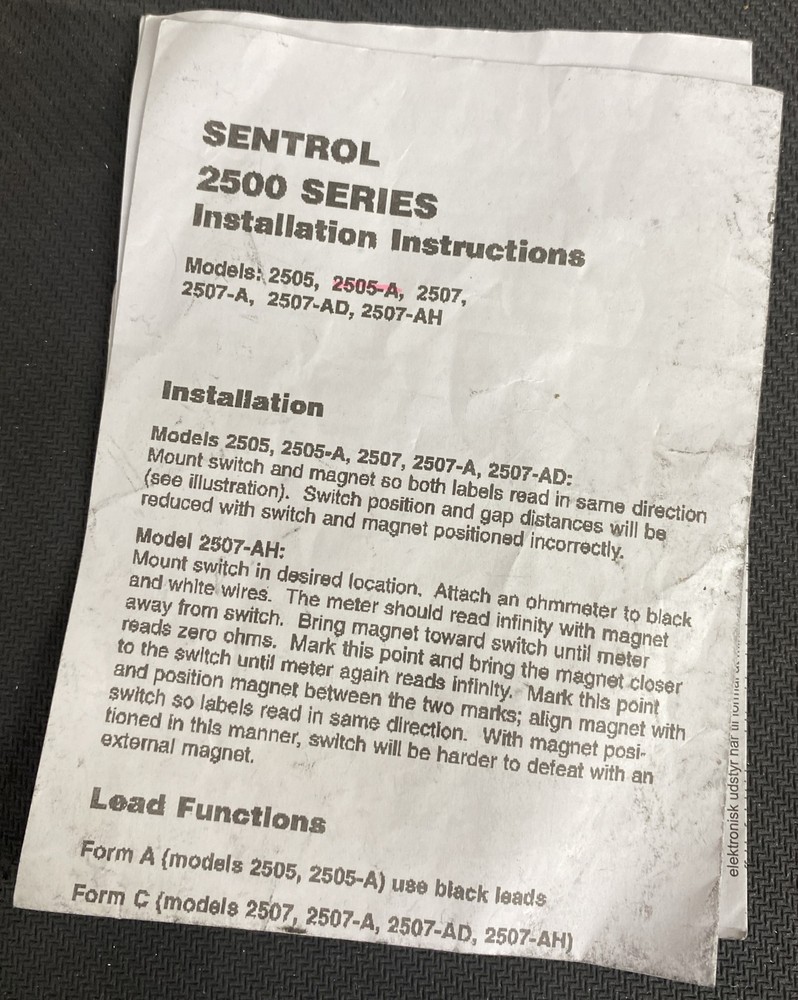 SENTROL
2500 SERIES
Installation Instructions
Models: 2505, 2505-A, 2507,
2507-A, 2507-AD, 2507-AH
Installation
Models 2505, 2505-A, 2507, 2507-A, 2507-AD:
Mount switch and magnet so both labels read in same direction
(see illustration). Switch position and gap distances will be
reduced with switch and magnet positioned incorrectly.
Model 2507-AH:
Mount switch in desired location. Attach an ohmmeter to black
and white wires. The meter should read infinity with magnet
away from switch. Bring magnet toward switch until meter
reads zero ohms. Mark this point and bring the magnet closer
to the switch until meter again reads infinity. Mark this point
and position magnet between the two marks; align magnet with
switch so labels read in same direction. With magnet posi-
tioned in this manner, switch will be harder to defeat with an
external magnet.
Lead Functions
Form A (models 2505, 2505-A) use black leads
Form C (models 2507, 2507-A, 2507-AD, 2507-AH)
elektronisk udstyr når